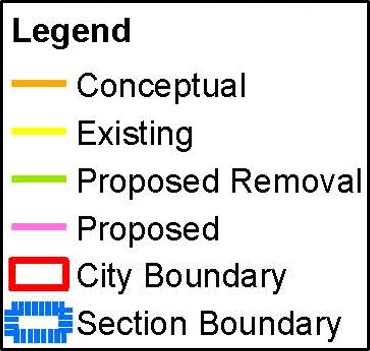 Legend
Conceptual
Existing
Proposed Removal
Proposed
City Boundary
Section Boundary